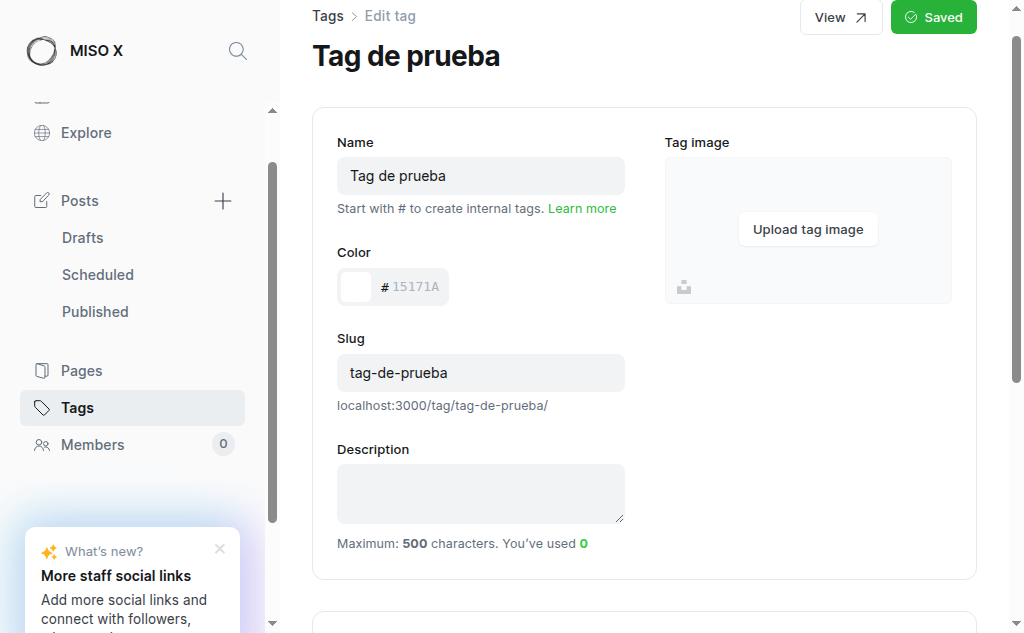 MISO X
Explore
Posts
Drafts
Scheduled
Published
Pages
Tags
Members
0
What's new?
More staff social links
Add more social links and
connect with followers,
Tags > Edit tag
View
Saved
Tag de prueba
Name
Tag de prueba
Start with # to create internal tags. Learn more
Color
# 15171A
Slug
tag-de-prueba
localhost:3000/tag/tag-de-prueba/
Description
Maximum: 500 characters. You've used 0
Tag image
Upload tag image